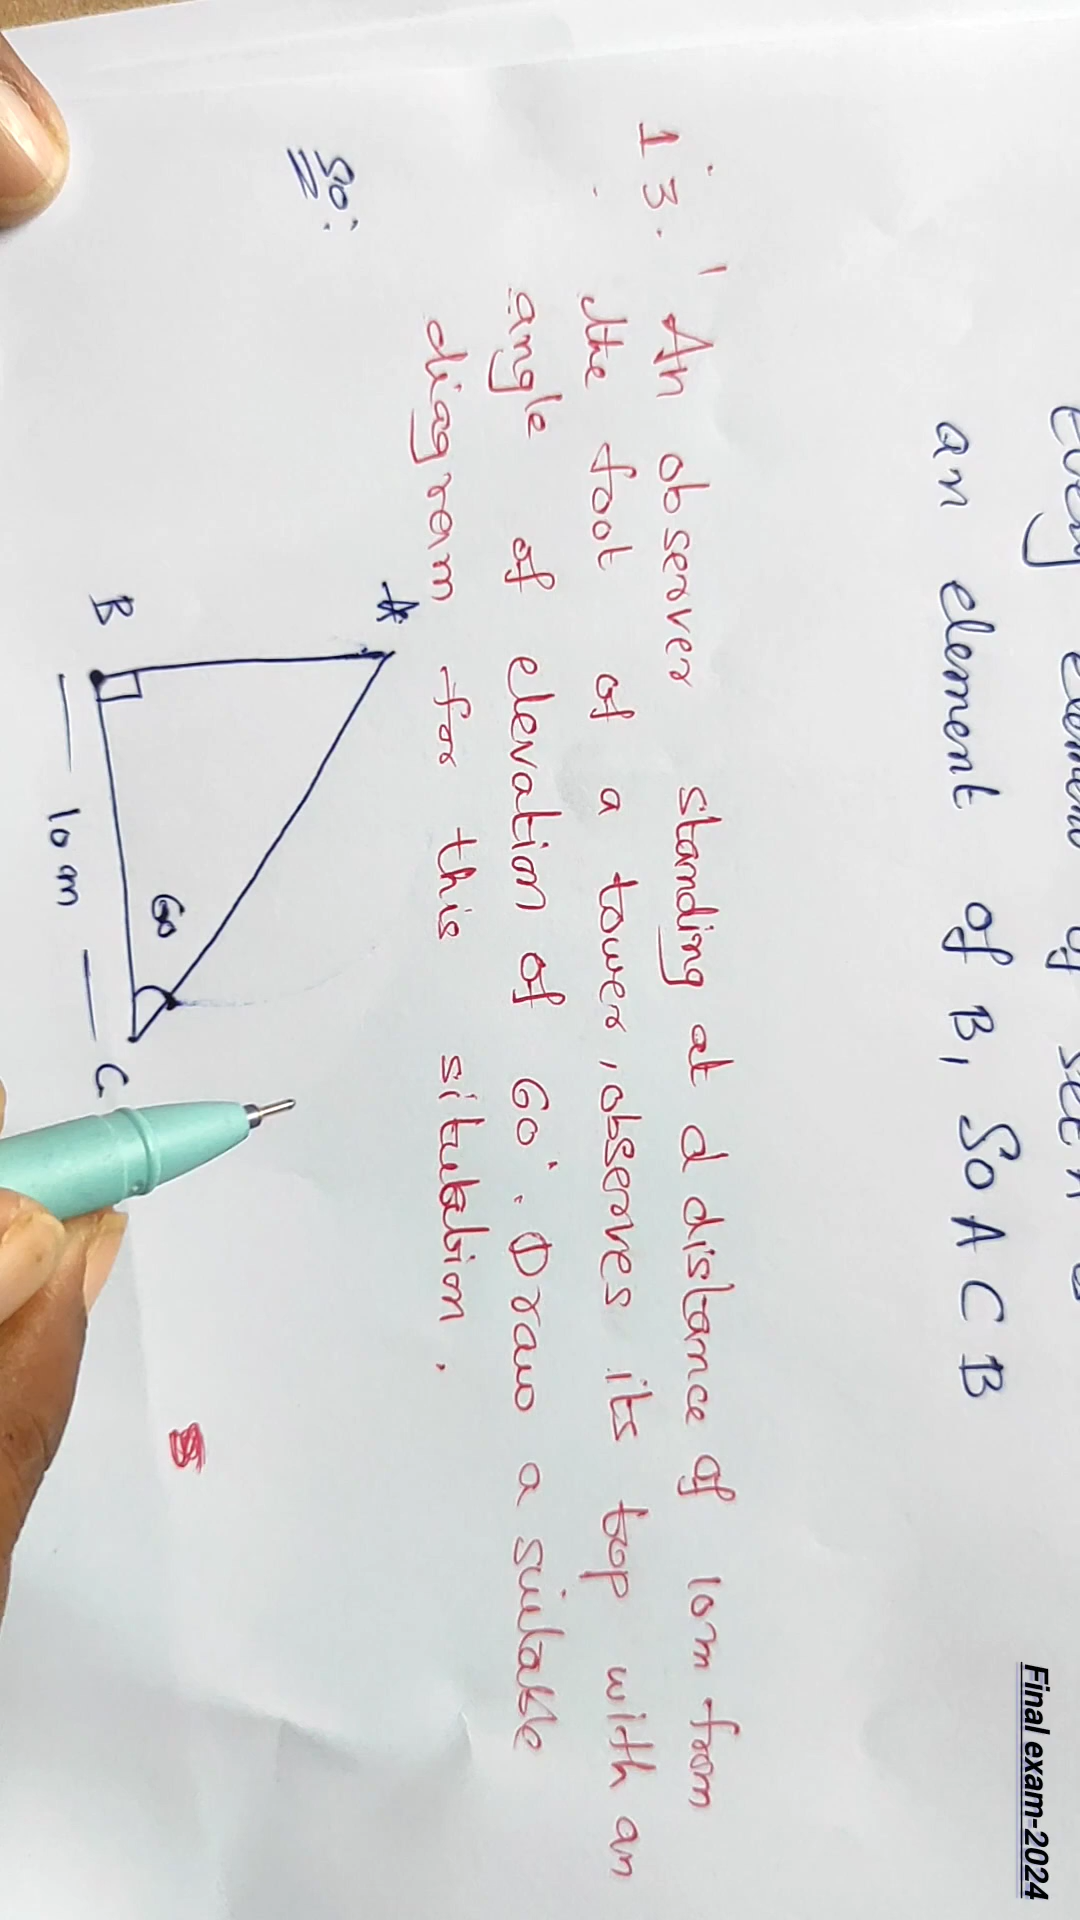 Final exam-2024
an element of B, So A C B
13. An observer standing at d distance of 10m from
the foot of a tower, observes its top with an
angle of elevation of 60°. Draw a suitable
diagram for this situtation.
So:
A
B
60
C
10 m